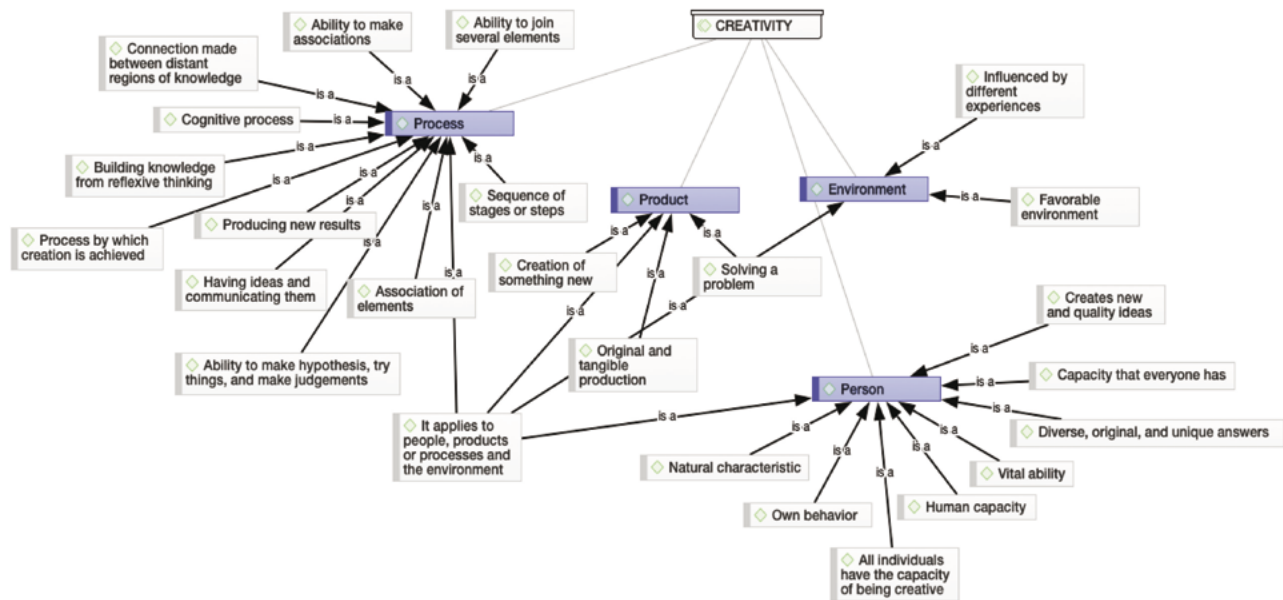 CREATIVITY
Ability to make
associations
Ability to join
several elements
Connection made
between distant
regions of knowledge
is a
is a
is a
Influenced by
different
experiences
Cognitive process
is a
Process
Building knowledge
from reflexive thinking
is a
is a
is a
is a
Sequence of
stages or steps
is a
is a
is a
Producing new results
Process by which
creation is achieved
is a
Having ideas and
communicating them
Association of
elements
is a
Ability to make hypothesis, try
things, and make judgements
Product
is a
is a
Creation of
something new
is a
is a
Solving a
problem
is a
Original and
tangible
production
Environment
is a
is a
Favorable
environment
It applies to
people, products
or processes and
the environment
is a
Person
Creates new
and quality ideas
is a
Capacity that everyone has
is a
Diverse, original, and unique answers
is a
Natural characteristic
is a
Own behavior
is a
All individuals
have the capacity
of being creative
is a
Human capacity
is a
Vital ability
is a